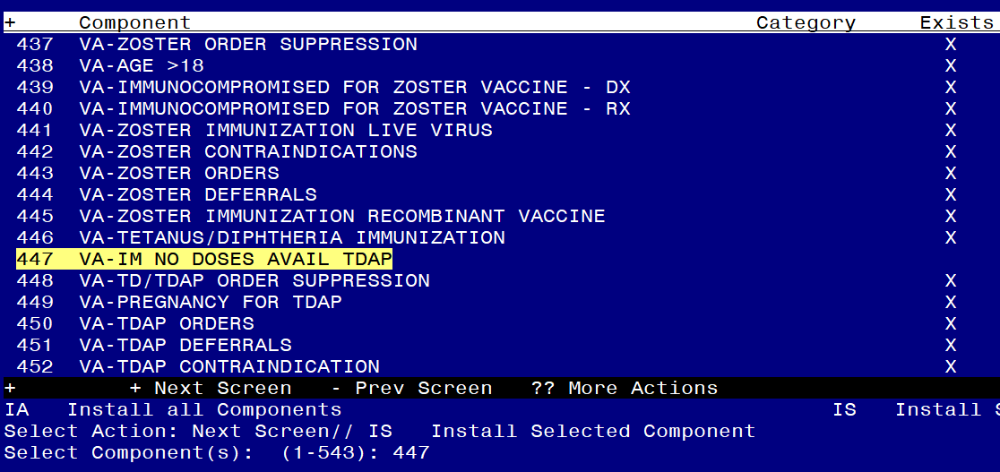 + Component Category Exists
437 VA-ZOSTER ORDER SUPPRESSION X
438 VA-AGE >18 X
439 VA-IMMUNOCOMPROMISED FOR ZOSTER VACCINE - DX X
440 VA-IMMUNOCOMPROMISED FOR ZOSTER VACCINE - RX X
441 VA-ZOSTER IMMUNIZATION LIVE VIRUS X
442 VA-ZOSTER CONTRAINDICATIONS X
443 VA-ZOSTER ORDERS X
444 VA-ZOSTER DEFERRALS X
445 VA-ZOSTER IMMUNIZATION RECOMBINANT VACCINE X
446 VA-TETANUS/DIPHTHERIA IMMUNIZATION X
447 VA-IM NO DOSES AVAIL TDAP
448 VA-TD/TDAP ORDER SUPPRESSION X
449 VA-PREGNANCY FOR TDAP X
450 VA-TDAP ORDERS X
451 VA-TDAP DEFERRALS X
452 VA-TDAP CONTRAINDICATION X
+ + Next Screen - Prev Screen ?? More Actions
IA Install all Components IS Install S
Select Action: Next Screen// IS Install Selected Component
Select Component(s): (1-543): 447